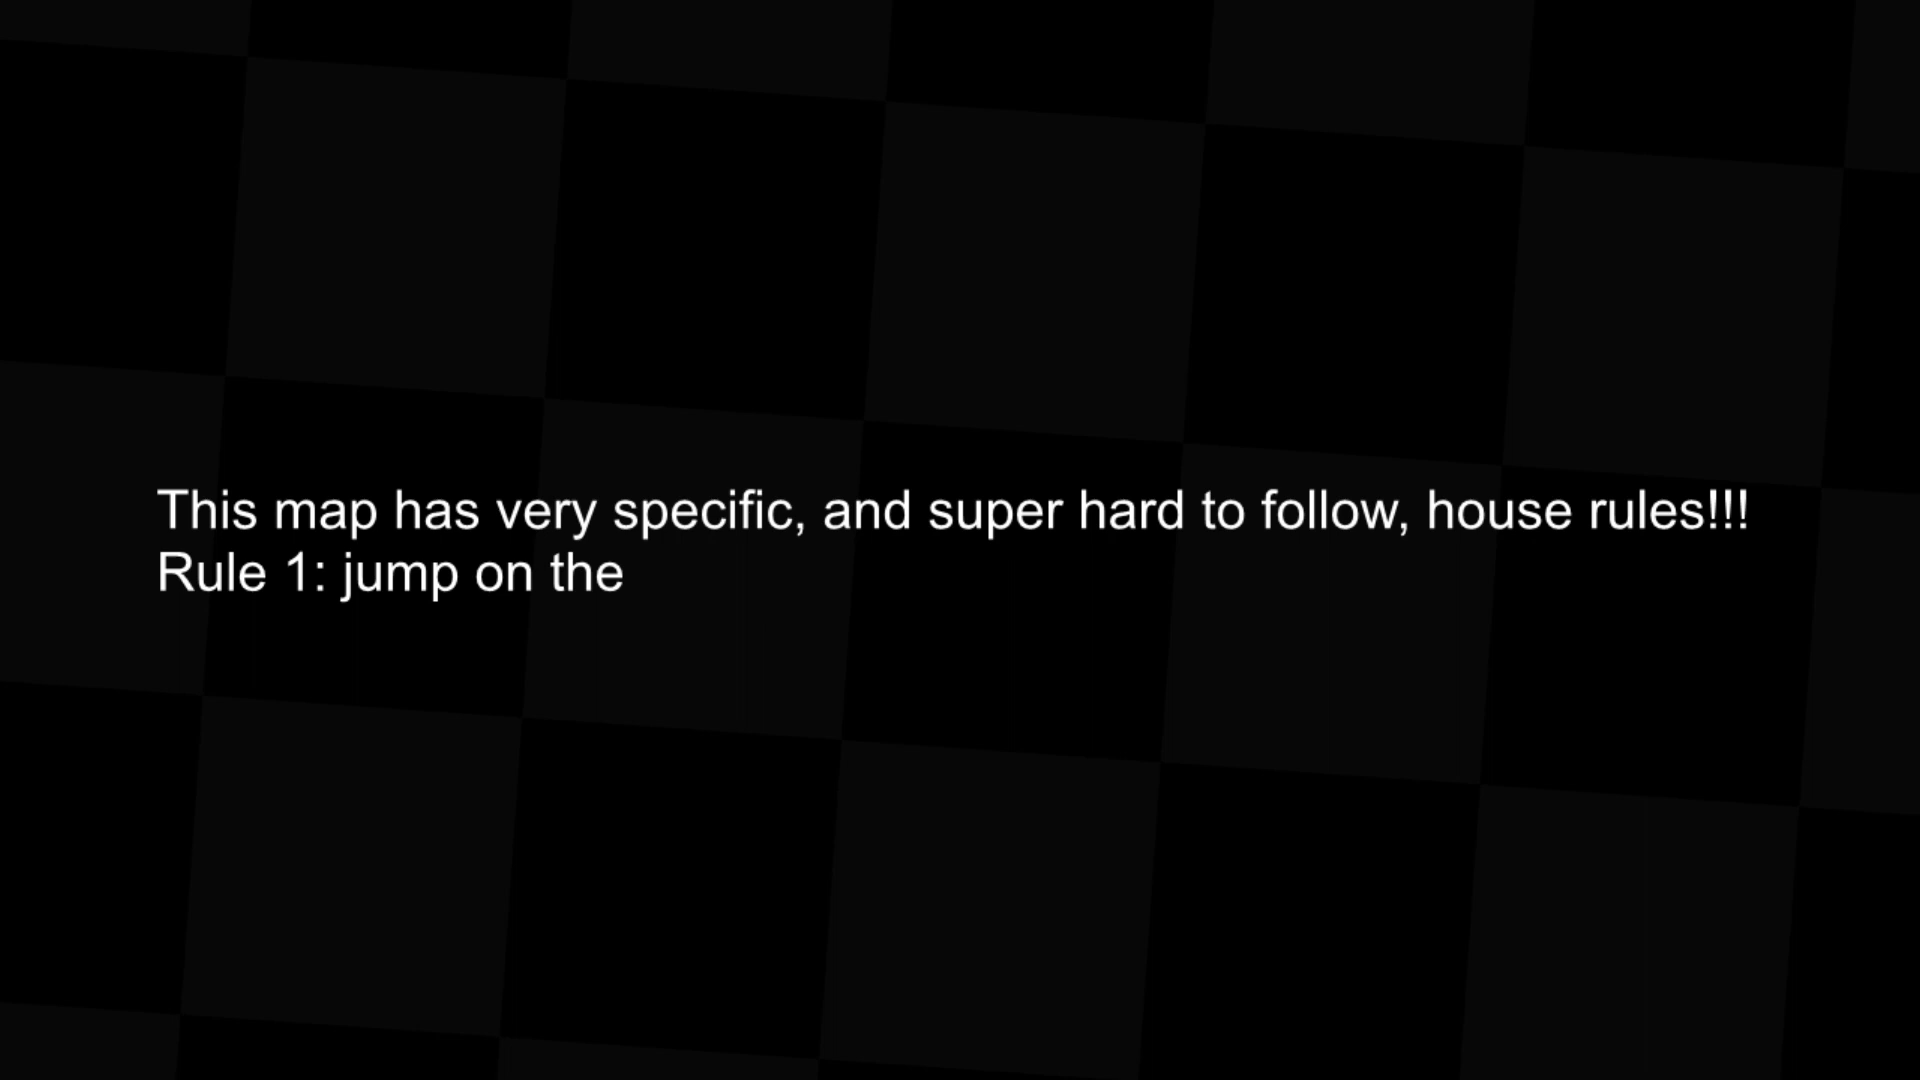 This map has very specific, and super hard to follow, house rules!!!
Rule 1: jump on the